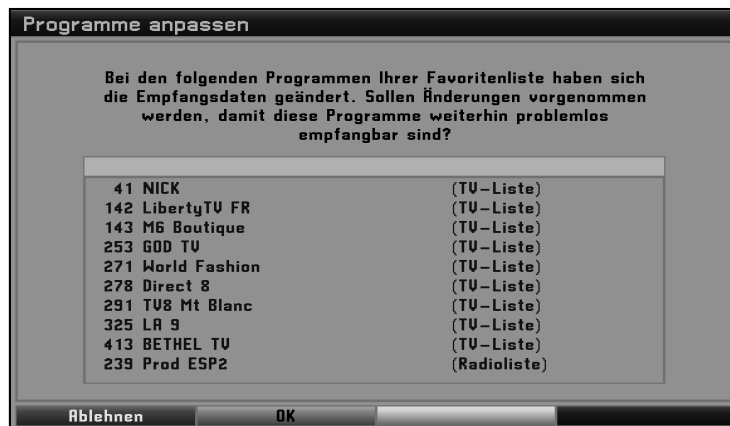 Programme anpassen
Bei den folgenden Programmen Ihrer Favoritenliste haben sich
die Empfangsdaten geändert. Sollen Änderungen vorgenommen
werden, damit diese Programme weiterhin problemlos
empfangbar sind?
41 NICK (TV-Liste)
142 LibertyTV FR (TV-Liste)
143 M6 Boutique (TV-Liste)
253 GOD TV (TV-Liste)
271 World Fashion (TV-Liste)
278 Direct 8 (TV-Liste)
291 TV8 Mt Blanc (TV-Liste)
325 LA 9 (TV-Liste)
413 BETHEL TV (TV-Liste)
239 Prod ESP2 (Radioliste)
Ablehnen OK